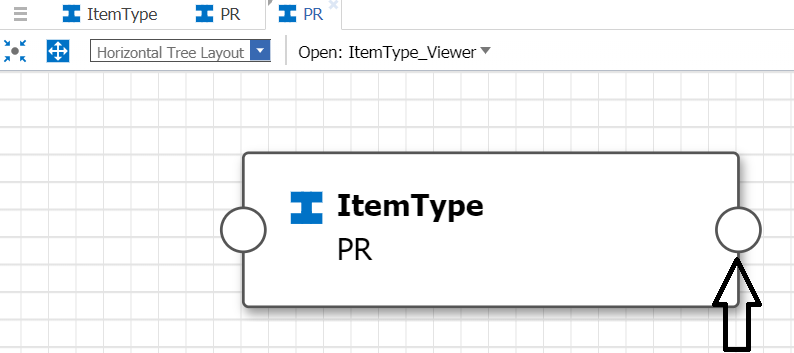 ItemType PR PR
Horizontal Tree Layout Open: ItemType_Viewer
ItemType
PR